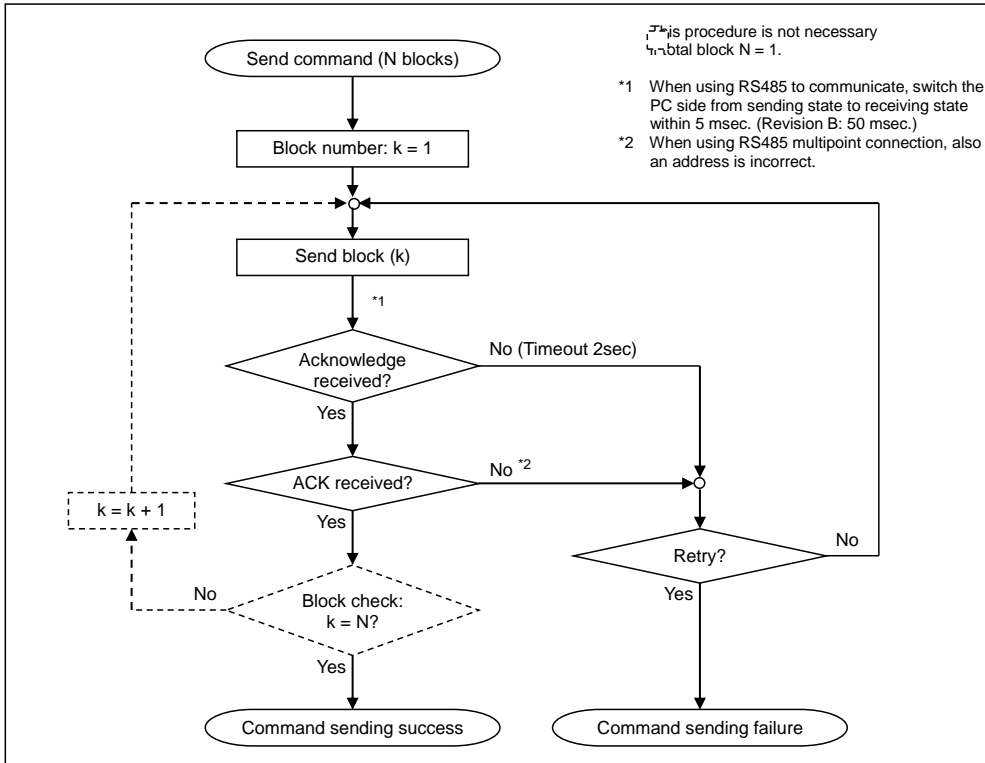 Send command (N blocks)
is procedure is not necessary
otal block N = 1.
*1 When using RS485 to communicate, switch the
PC side from sending state to receiving state
within 5 msec. (Revision B: 50 msec.)
*2 When using RS485 multipoint connection, also
an address is incorrect.
Block number: k = 1
Send block (k)
*1
Acknowledge
received?
No (Timeout 2sec)
Yes
ACK received?
No *2
Yes
k = k + 1
Retry?
No
Yes
Block check:
k = N?
No
Yes
Command sending success
Command sending failure